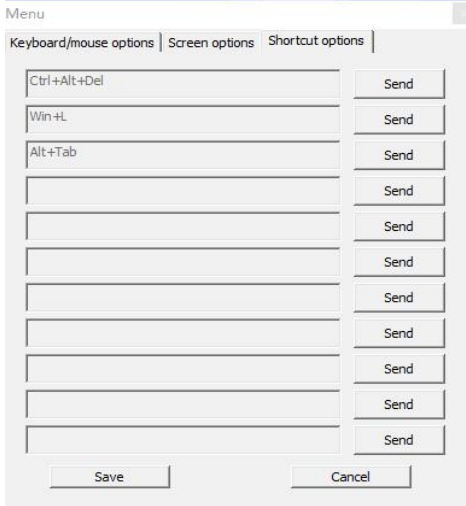 Menu
Keyboard/mouse options Screen options Shortcut options
Ctrl+Alt+Del Send
Win+L Send
Alt+Tab Send
Send
Send
Send
Send
Send
Send
Send
Send
Save Cancel